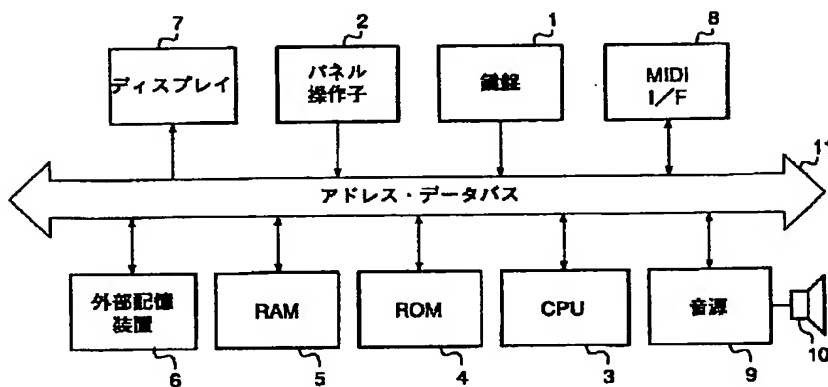 7
2
1
8
ディスプレイ
パネル
操作子
鍵盤
MIDI
I/F
11
アドレス・データバス
外部記憶
装置
RAM
ROM
CPU
音源
10
6
5
4
3
9